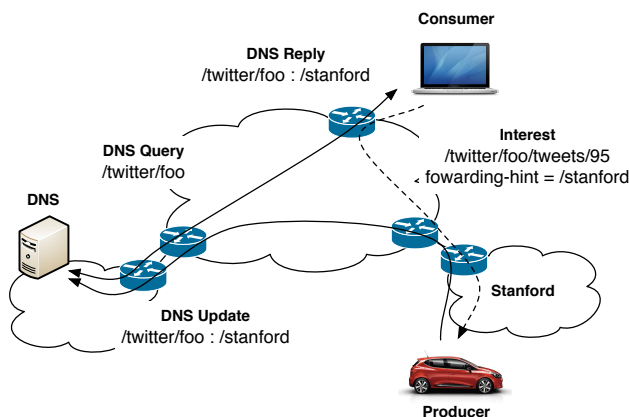 Consumer
DNS Reply
/twitter/foo : /stanford
Interest
/twitter/foo/tweets/95
fowarding-hint = /stanford
DNS Query
/twitter/foo
DNS
Stanford
DNS Update
/twitter/foo : /stanford
Producer